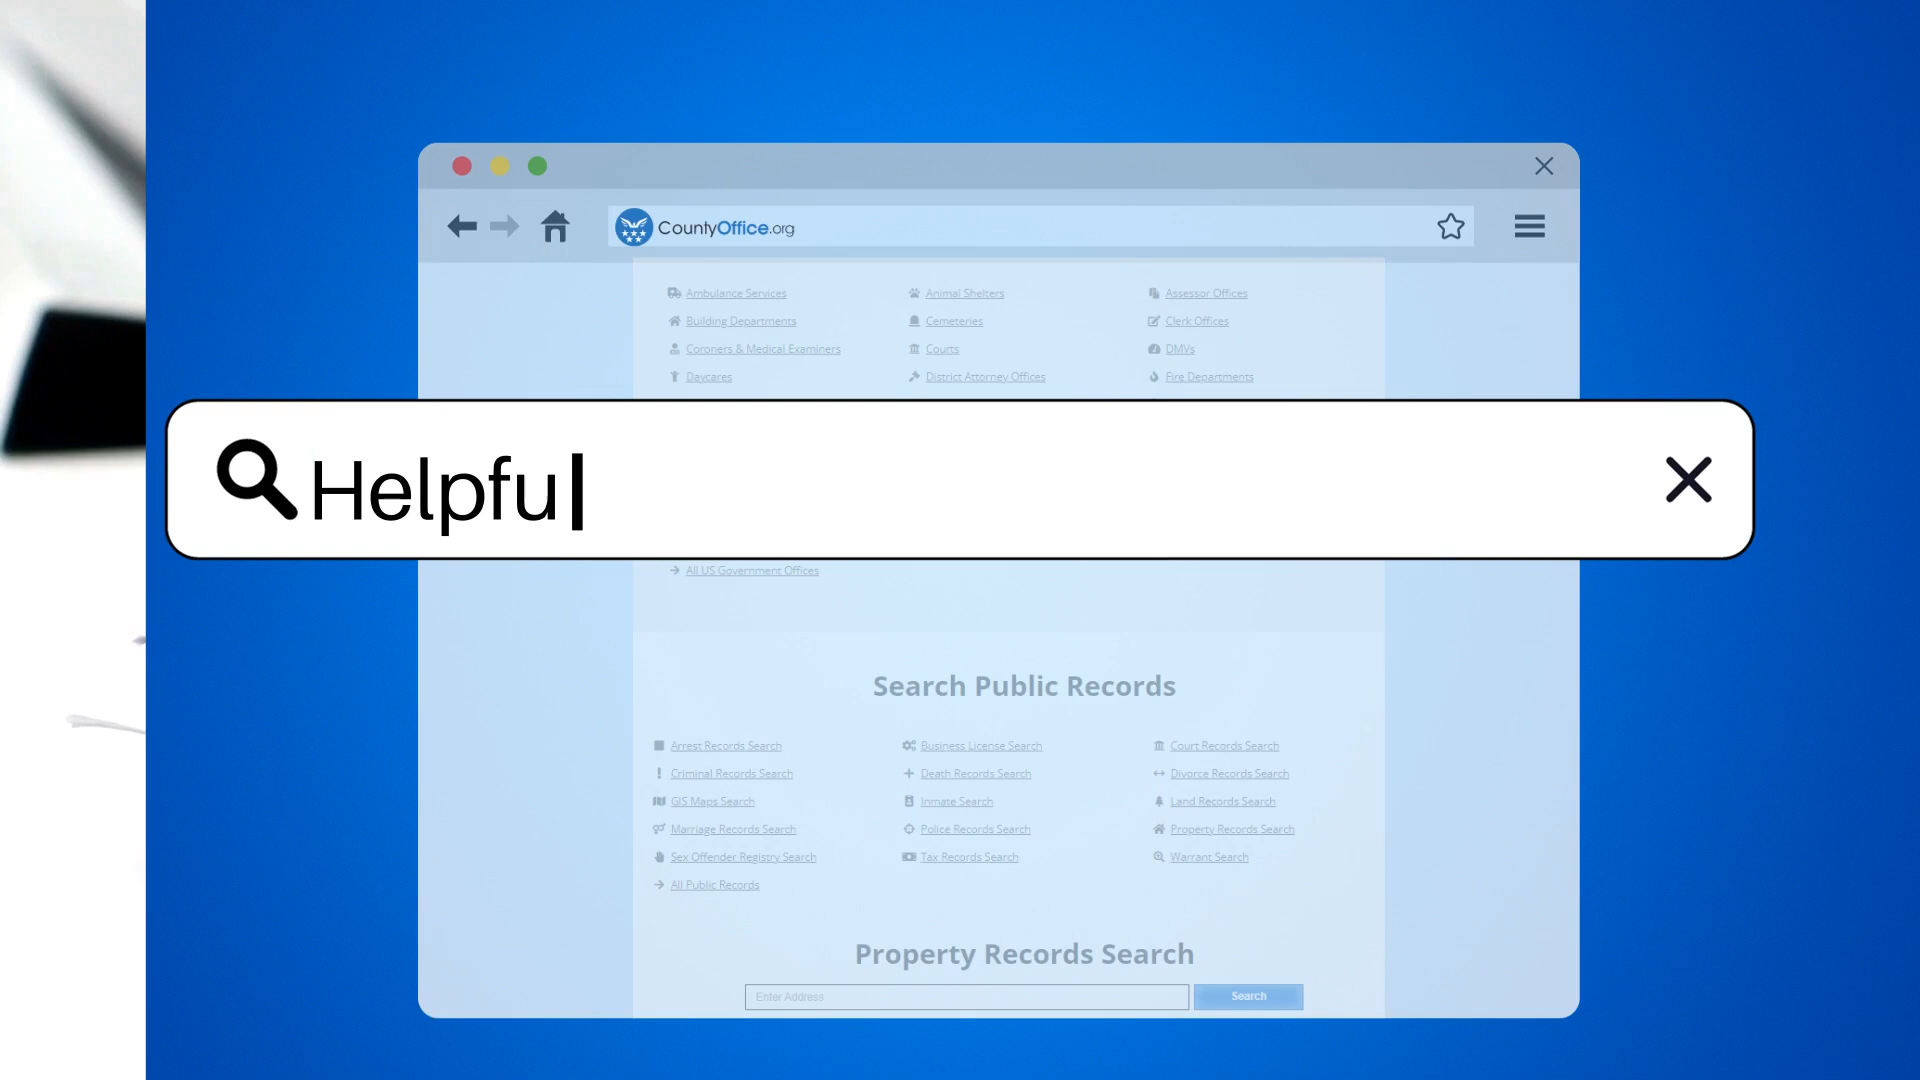 CountyOffice.org
Ambulance Services Animal Shelters Assessor Offices
Building Departments Cemeteries Clerk Offices
Coroners & Medical Examiners Courts DMVs
Daycares District Attorney Offices Fire Departments
Helpfu
All US Government Offices
Search Public Records
Arrest Records Search Business License Search Court Records Search
Criminal Records Search Death Records Search Divorce Records Search
GIS Maps Search Inmate Search Land Records Search
Marriage Records Search Police Records Search Property Records Search
Sex Offender Registry Search Tax Records Search Warrant Search
All Public Records
Property Records Search
Enter Address Search